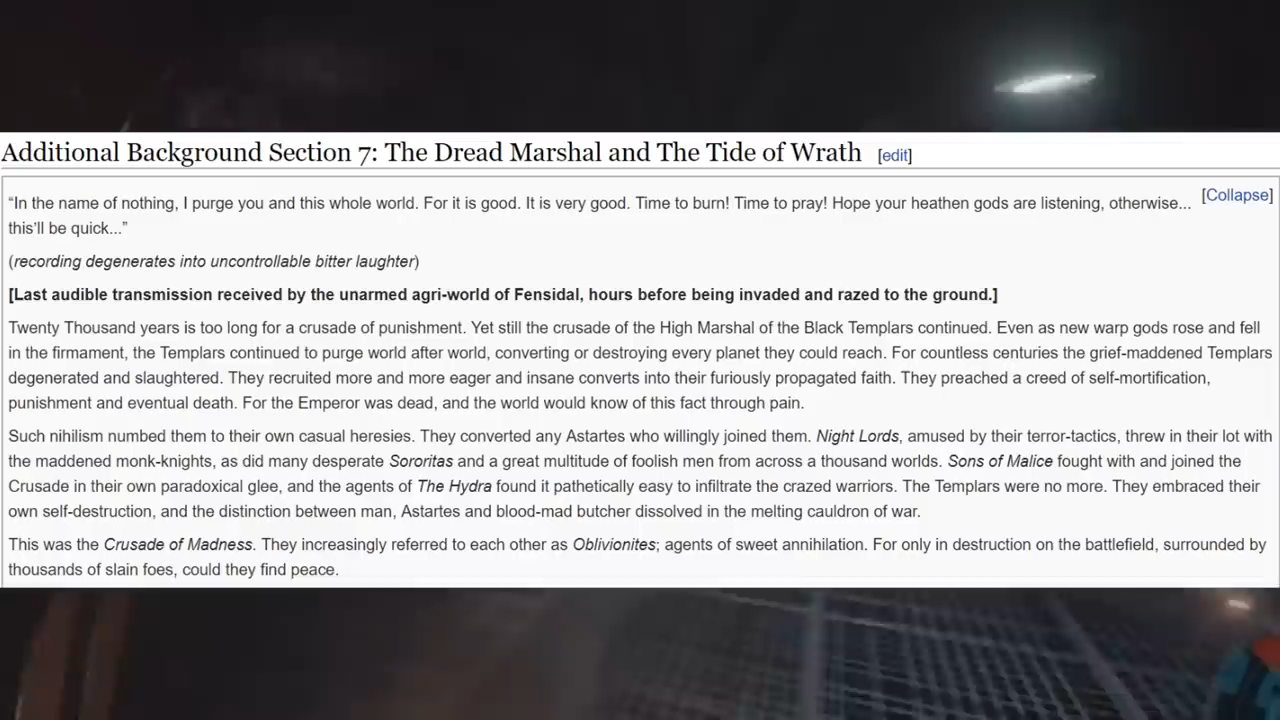 Additional Background Section 7: The Dread Marshal and The Tide of Wrath [edit]
[Collapse]
“In the name of nothing, I purge you and this whole world. For it is good. It is very good. Time to burn! Time to pray! Hope your heathen gods are listening, otherwise...
this’ll be quick...”
(recording degenerates into uncontrollable bitter laughter)
[Last audible transmission received by the unarmed agri-world of Fensidal, hours before being invaded and razed to the ground.]
Twenty Thousand years is too long for a crusade of punishment. Yet still the crusade of the High Marshal of the Black Templars continued. Even as new warp gods rose and fell
in the firmament, the Templars continued to purge world after world, converting or destroying every planet they could reach. For countless centuries the grief-maddened Templars
degenerated and slaughtered. They recruited more and more eager and insane converts into their furiously propagated faith. They preached a creed of self-mortification,
punishment and eventual death. For the Emperor was dead, and the world would know of this fact through pain.
Such nihilism numbed them to their own casual heresies. They converted any Astartes who willingly joined them. Night Lords, amused by their terror-tactics, threw in their lot with
the maddened monk-knights, as did many desperate Sororitas and a great multitude of foolish men from across a thousand worlds. Sons of Malice fought with and joined the
Crusade in their own paradoxical glee, and the agents of The Hydra found it pathetically easy to infiltrate the crazed warriors. The Templars were no more. They embraced their
own self-destruction, and the distinction between man, Astartes and blood-mad butcher dissolved in the melting cauldron of war.
This was the Crusade of Madness. They increasingly referred to each other as Oblivionites; agents of sweet annihilation. For only in destruction on the battlefield, surrounded by
thousands of slain foes, could they find peace.